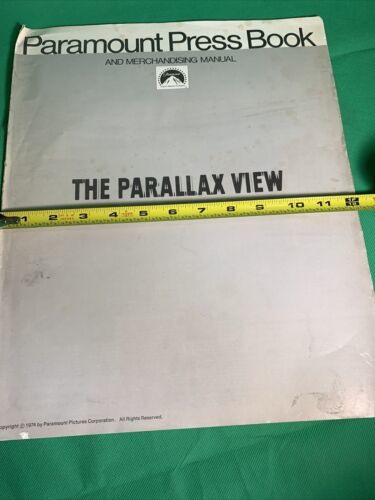 Paramount Press Book
AND MERCHANDISING MANUAL
THE PARALLAX VIEW
1 2 3 4 5 6 7 8 9 10 11
Copyright © 1974 by Paramount Pictures Corporation. All Rights Reserved.